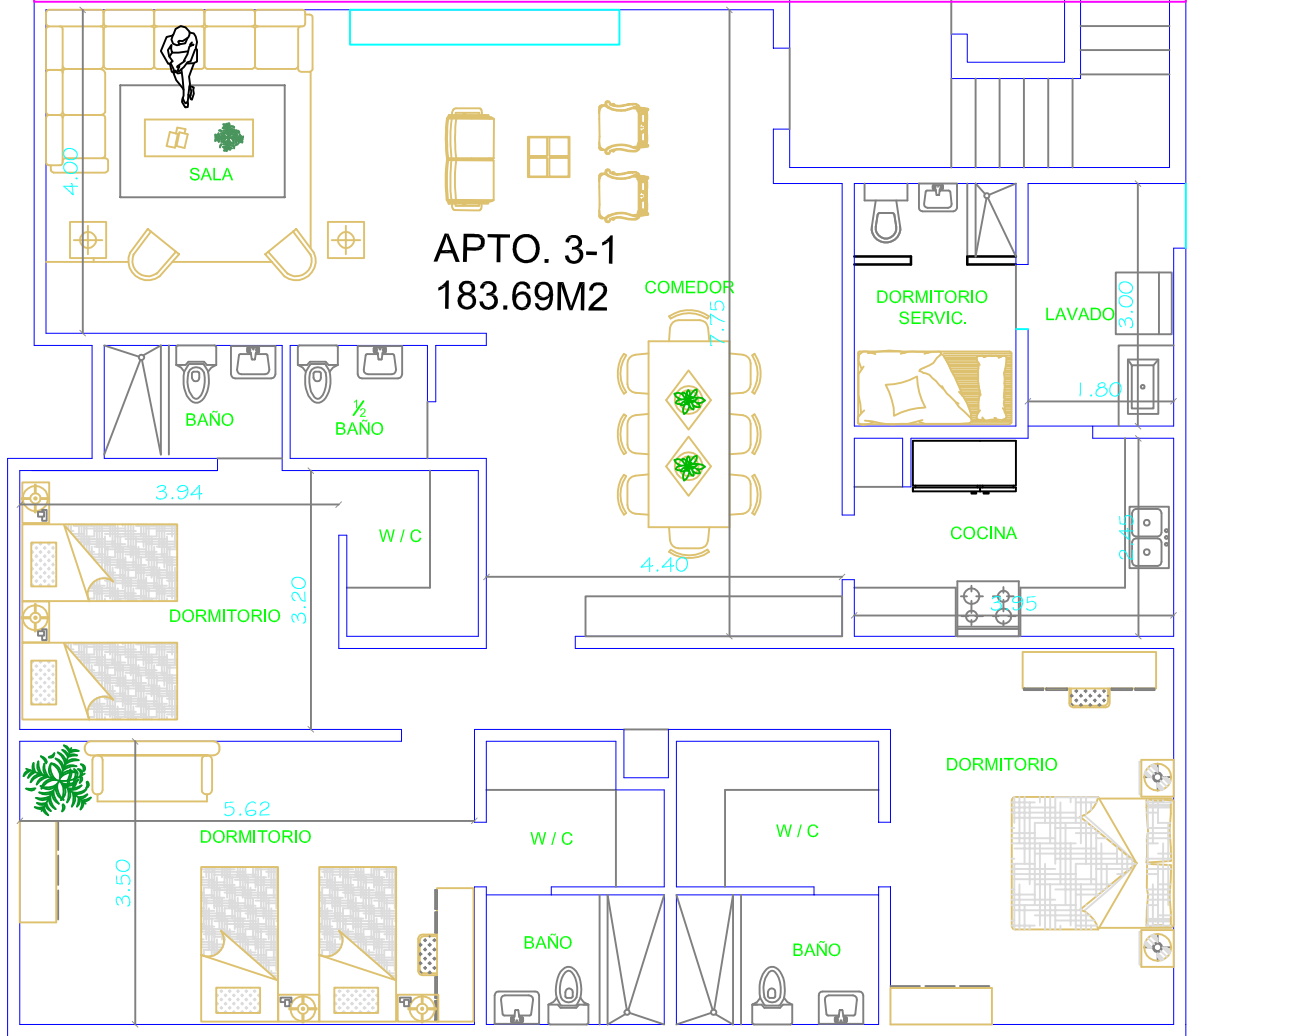 4.00
SALA
APTO. 3-1
183.69M2
COMEDOR
7.75
DORMITORIO
SERVIC.
LAVADO
3.00
1.80
BAÑO
½
BAÑO
3.94
W / C
COCINA
2.45
4.40
3.95
3.20
DORMITORIO
DORMITORIO
5.62
DORMITORIO
W / C
W / C
3.50
BAÑO
BAÑO